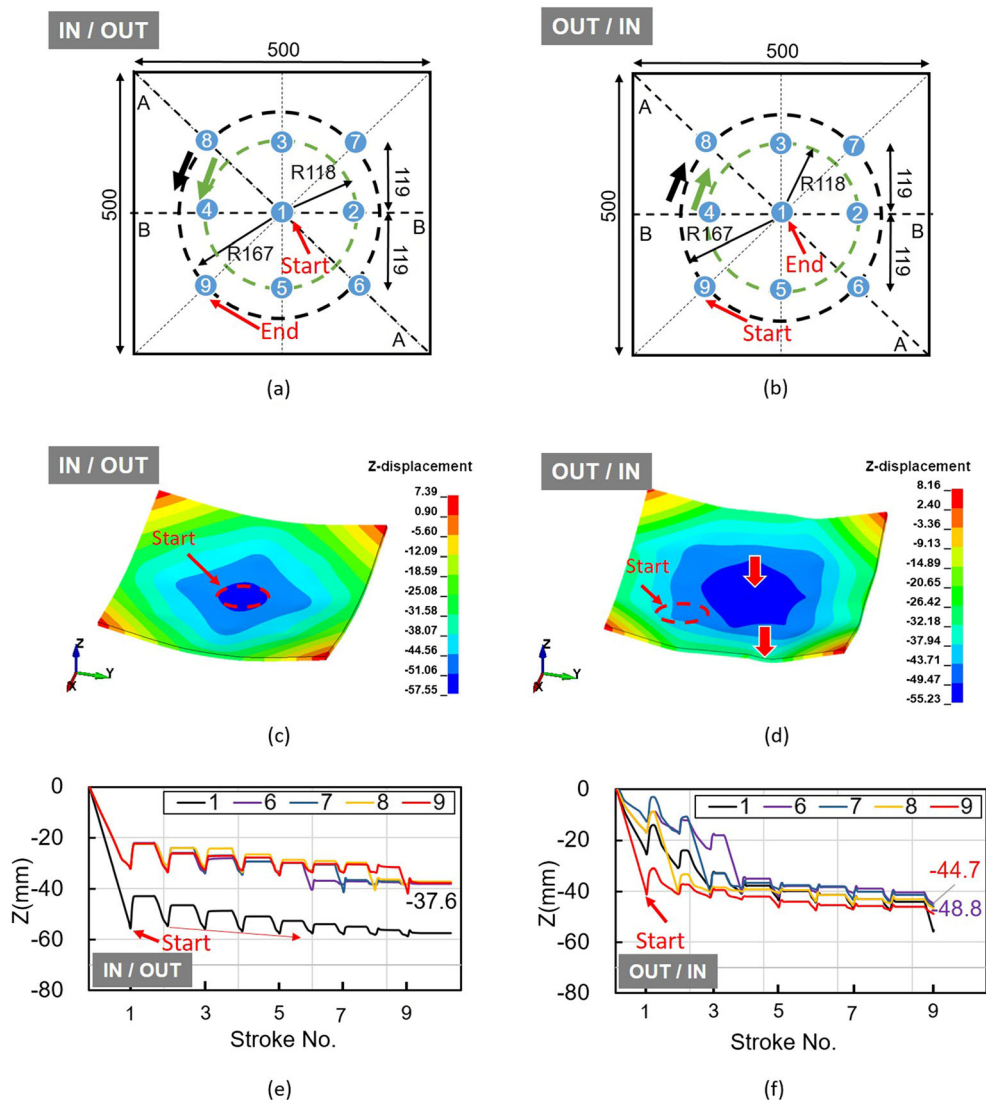 IN / OUT
500
A
8
3
7
R118
119
500
4
1
2
B
B
Start
119
R167
9
5
6
End
A
(a)
OUT / IN
500
A
8
3
7
R118
119
500
4
1
2
B
B
R167
End
119
9
5
6
Start
A
(b)
IN / OUT
Z-displacement
7.39
0.90
-5.60
-12.09
-18.59
-25.08
-31.58
-38.07
-44.56
-51.06
-57.55
Start
Z
Y
X
(c)
OUT / IN
Z-displacement
8.16
2.40
-3.36
-9.13
-14.89
-20.65
-26.42
-32.18
-37.94
-43.71
-49.47
-55.23
Start
Z
Y
X
(d)
0
-20
-40
-60
-80
Z(mm)
1 6 7 8 9
-37.6
Start
IN / OUT
1 3 5 7 9
Stroke No.
(e)
0
-20
-40
-60
-80
Z(mm)
1 6 7 8 9
-44.7
-48.8
Start
OUT / IN
1 3 5 7 9
Stroke No.
(f)